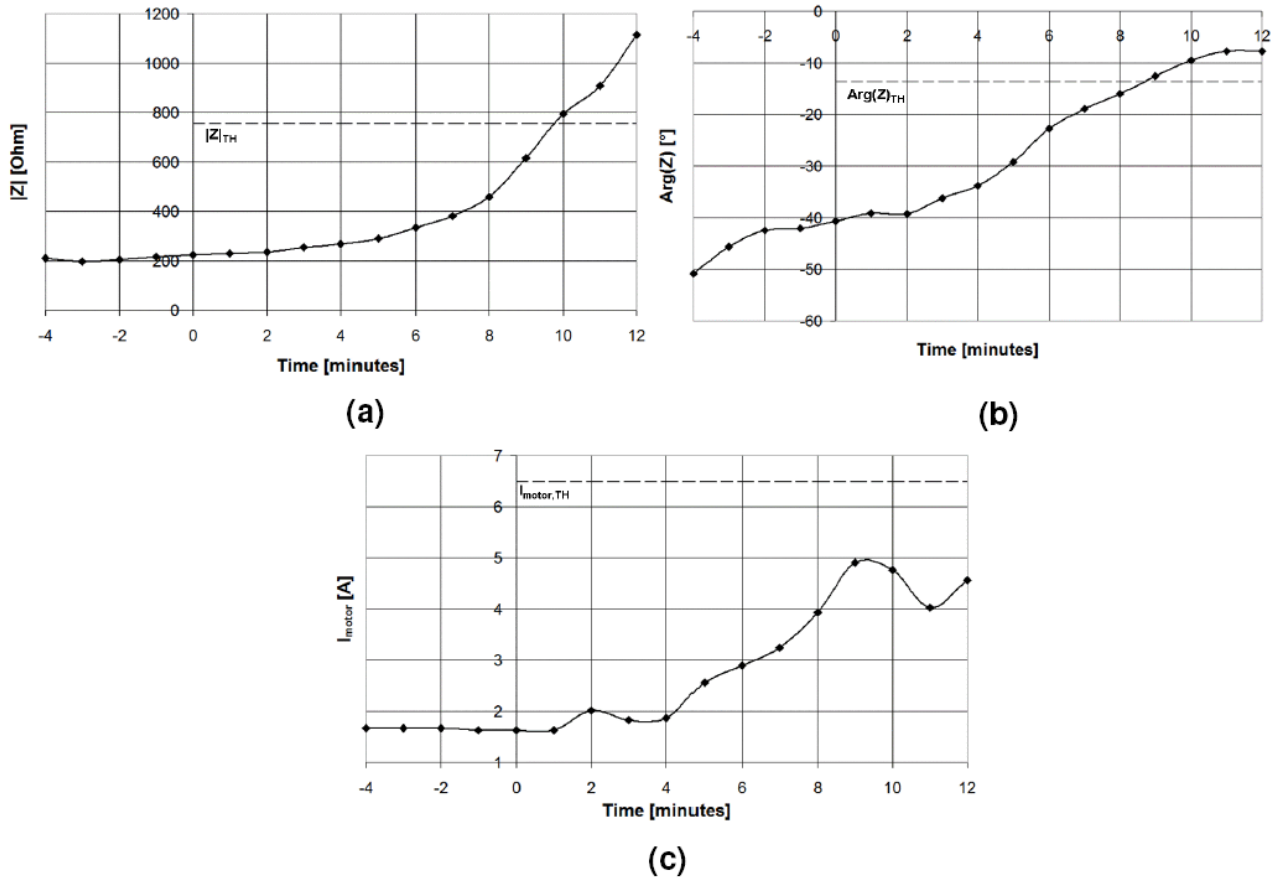 1200
1000
800
600
400
200
0
|Z|TH
|Z| [Ohm]
-4 -2 0 2 4 6 8 10 12
Time [minutes]
(a)
-4 -2 0 2 4 6 8 10 12
0
-10
-20
-30
-40
-50
-60
Arg(Z)TH
Arg(Z) [°]
Time [minutes]
(b)
7
6
5
4
3
2
1
Imotor,TH
Imotor [A]
-4 -2 0 2 4 6 8 10 12
Time [minutes]
(c)